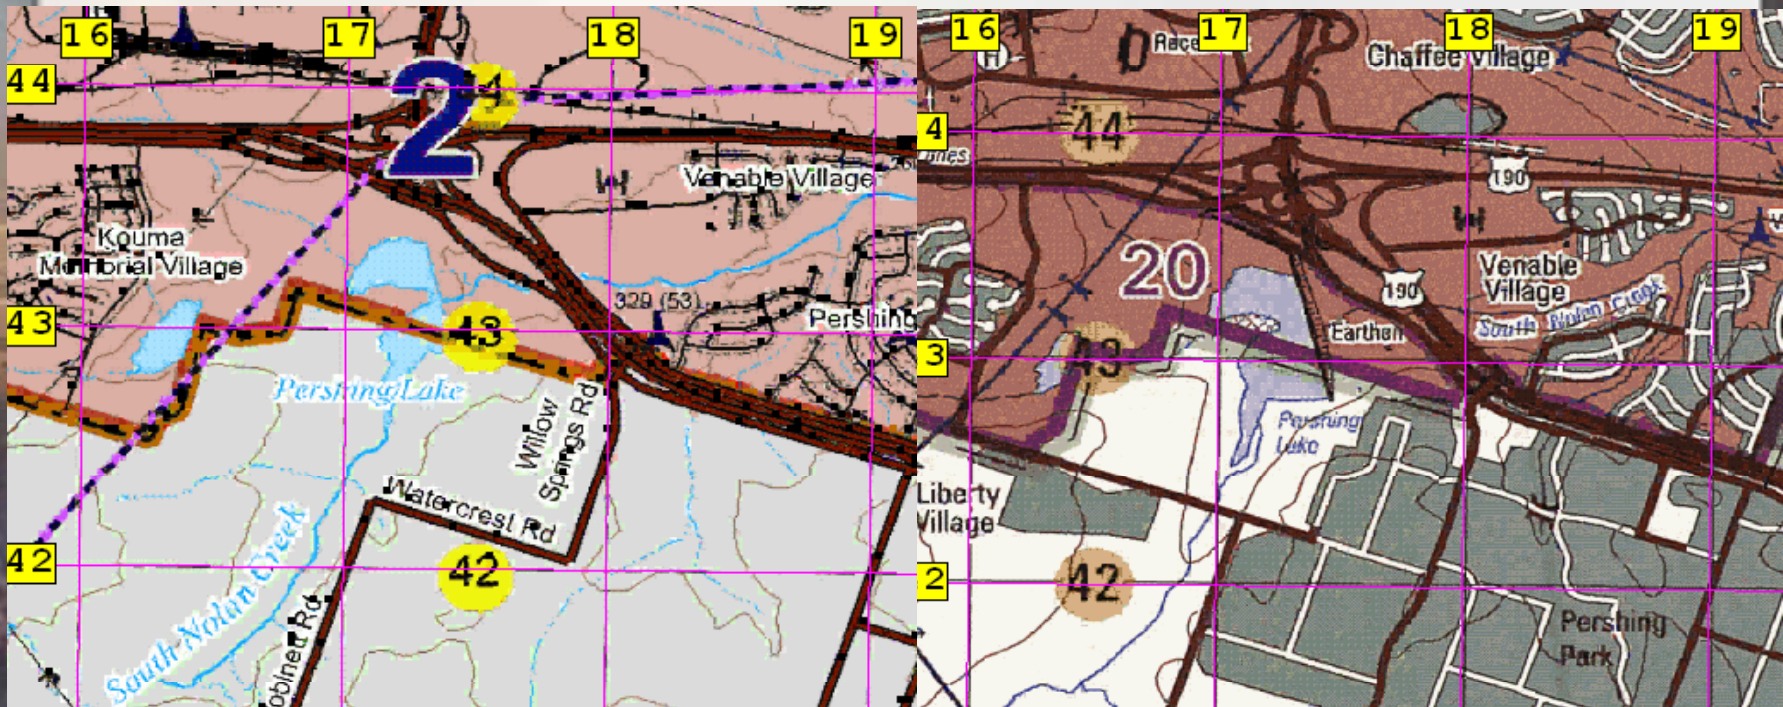 16
17
18
19
44
2
Venable Village
Kouma
Memorial Village
329 (53)
43
43
Pershing
Pershing Lake
Willow
Springs Rd
Watercrest Rd
42
42
South Nolan Creek
16
17
18
19
H
Chaffee Village
4
44
190
20
190
Venable
Village
South Nolan Creek
Earthen
3
43
Pershing
Lake
Liberty
Village
2
42
Pershing
Park